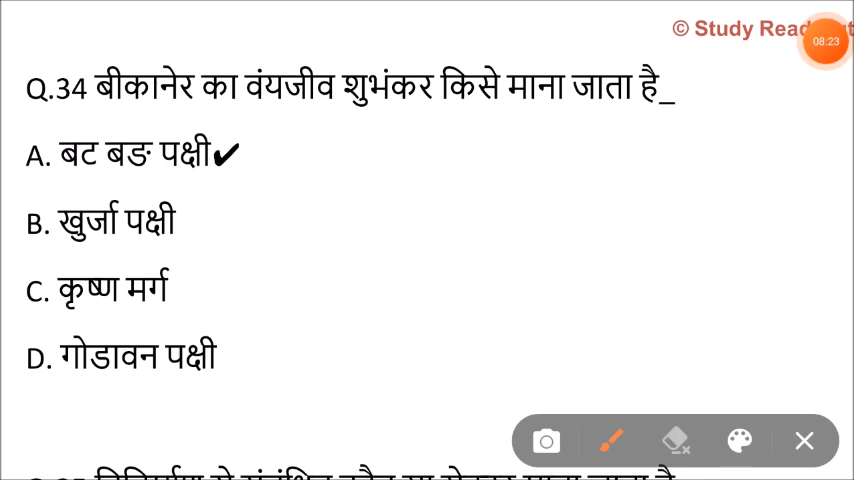 © Study Read
08:23
Q.34 बीकानेर का वंयजीव शुभंकर किसे माना जाता है_
A. बट बङ पक्षी✔
B. खुर्जा पक्षी
C. कृष्ण मर्ग
D. गोडावन पक्षी